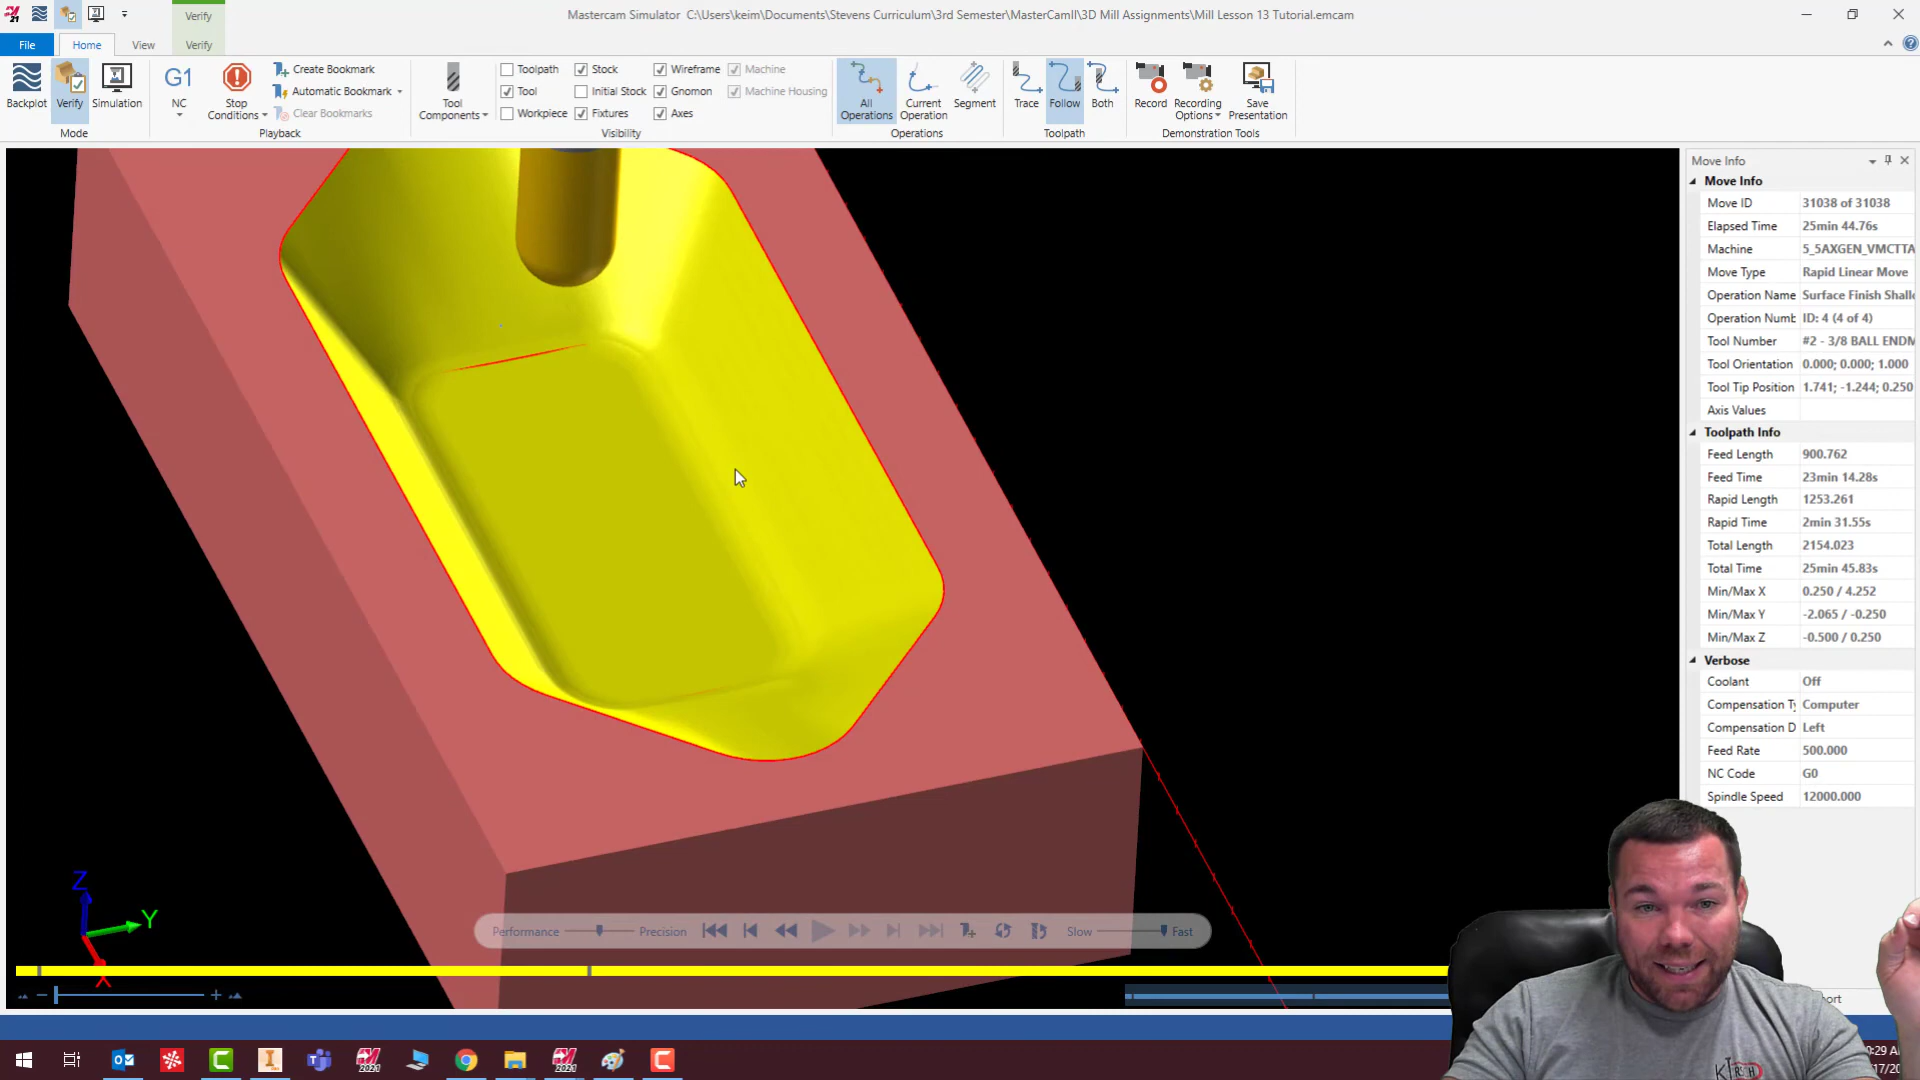 21
Verify
Mastercam Simulator C:\Users\keim\Documents\Stevens Curriculum\3rd Semester\MasterCamII\3D Mill Assignments\Mill Lesson 13 Tutorial.emcam
File
Home
View
Verify
Backplot
Verify
Simulation
Mode
G1
NC
Stop Conditions
Create Bookmark
Automatic Bookmark
Clear Bookmarks
Playback
Tool Components
Toolpath
Stock
Wireframe
Machine
Tool
Initial Stock
Gnomon
Machine Housing
Workpiece
Fixtures
Axes
Visibility
All Operations
Current Operation
Segment
Operations
Trace
Follow
Both
Toolpath
Record
Recording Options
Save Presentation
Demonstration Tools
Move Info
Move Info
Move ID 31038 of 31038
Elapsed Time 25min 44.76s
Machine 5_5AXGEN_VMCTTA
Move Type Rapid Linear Move
Operation Name Surface Finish Shall
Operation Numb ID: 4 (4 of 4)
Tool Number #2 - 3/8 BALL ENDM
Tool Orientation 0.000; 0.000; 1.000
Tool Tip Position 1.741; -1.244; 0.250
Axis Values
Toolpath Info
Feed Length 900.762
Feed Time 23min 14.28s
Rapid Length 1253.261
Rapid Time 2min 31.55s
Total Length 2154.023
Total Time 25min 45.83s
Min/Max X 0.250 / 4.252
Min/Max Y -2.065 / -0.250
Min/Max Z -0.500 / 0.250
Verbose
Coolant Off
Compensation Ty Computer
Compensation D Left
Feed Rate 500.000
NC Code G0
Spindle Speed 12000.000
Z
Y
X
Performance
Precision
Slow
Fast
ort
2021
2021